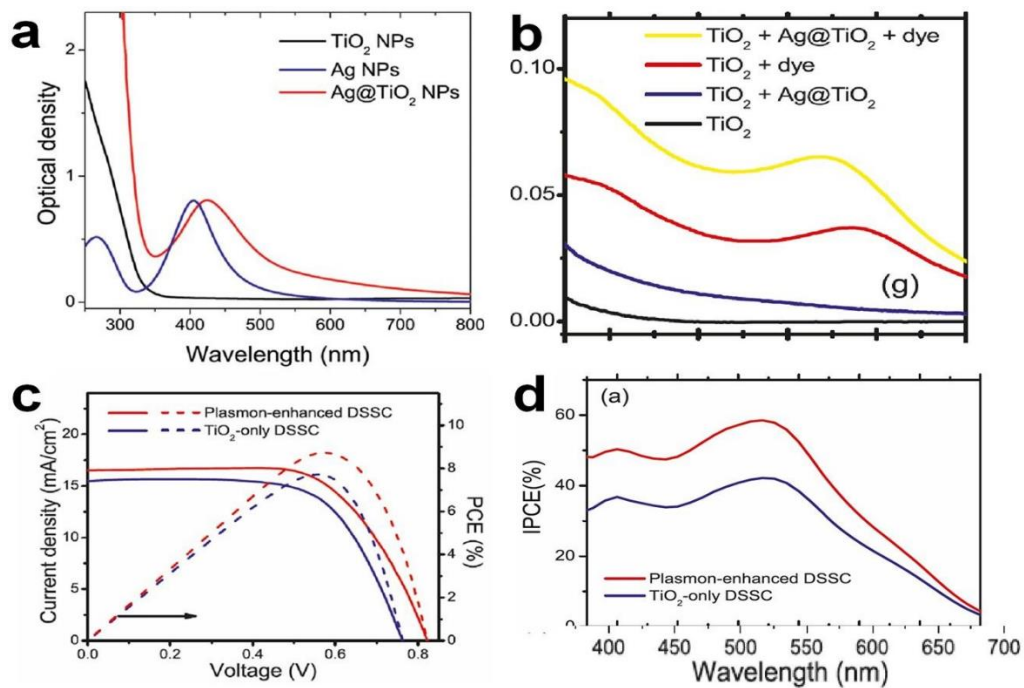 a
2
1
0
Optical density
TiO₂ NPs
Ag NPs
Ag@TiO₂ NPs
300 400 500 600 700 800
Wavelength (nm)
b
0.10
0.05
0.00
TiO₂ + Ag@TiO₂ + dye
TiO₂ + dye
TiO₂ + Ag@TiO₂
TiO₂
(g)
c
Current density (mA/cm²)
20
15
10
5
0
Plasmon-enhanced DSSC
TiO₂-only DSSC
10
8
6
4
2
0
PCE (%)
0.0 0.2 0.4 0.6 0.8
Voltage (V)
d
(a)
60
40
20
0
IPCE(%)
Plasmon-enhanced DSSC
TiO₂-only DSSC
400 450 500 550 600 650 700
Wavelength (nm)